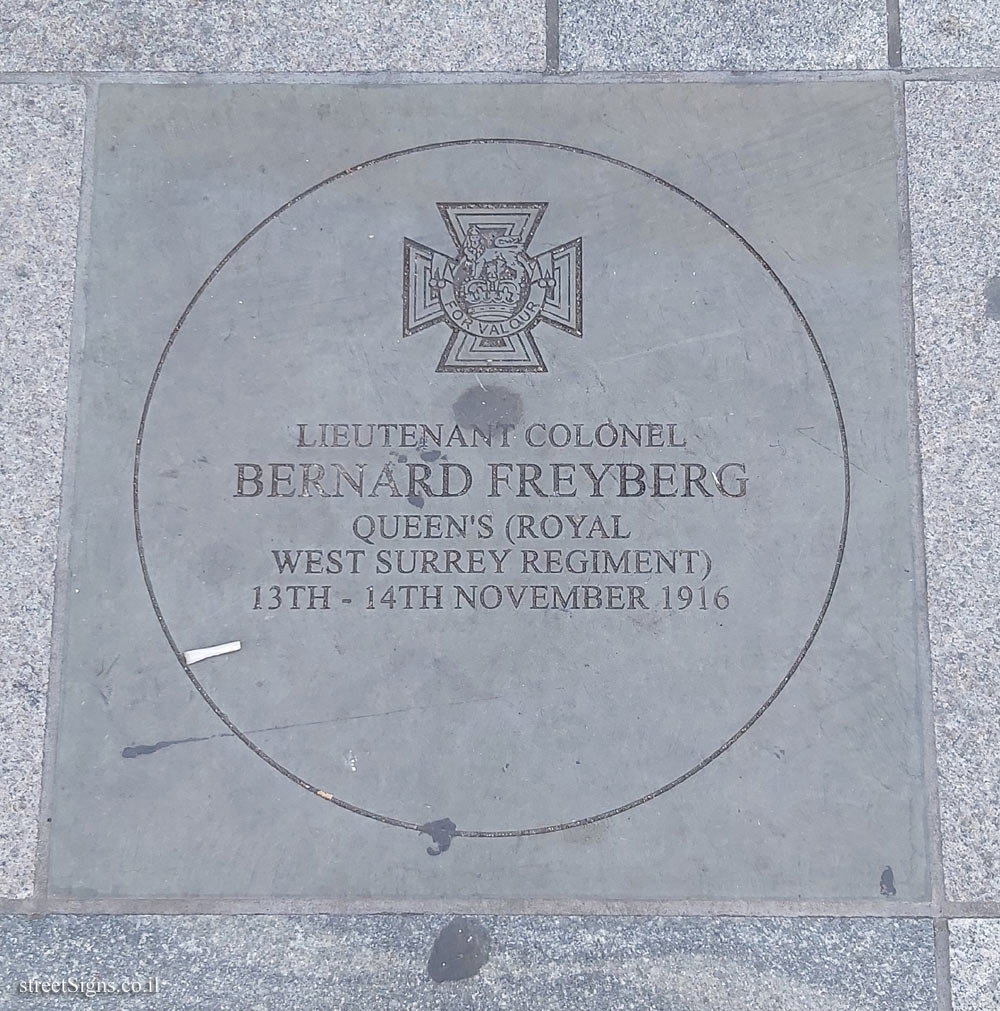 FOR VALOUR
LIEUTENANT COLONEL
BERNARD FREYBERG
QUEEN'S (ROYAL
WEST SURREY REGIMENT)
13TH - 14TH NOVEMBER 1916
streetSigns.co.il